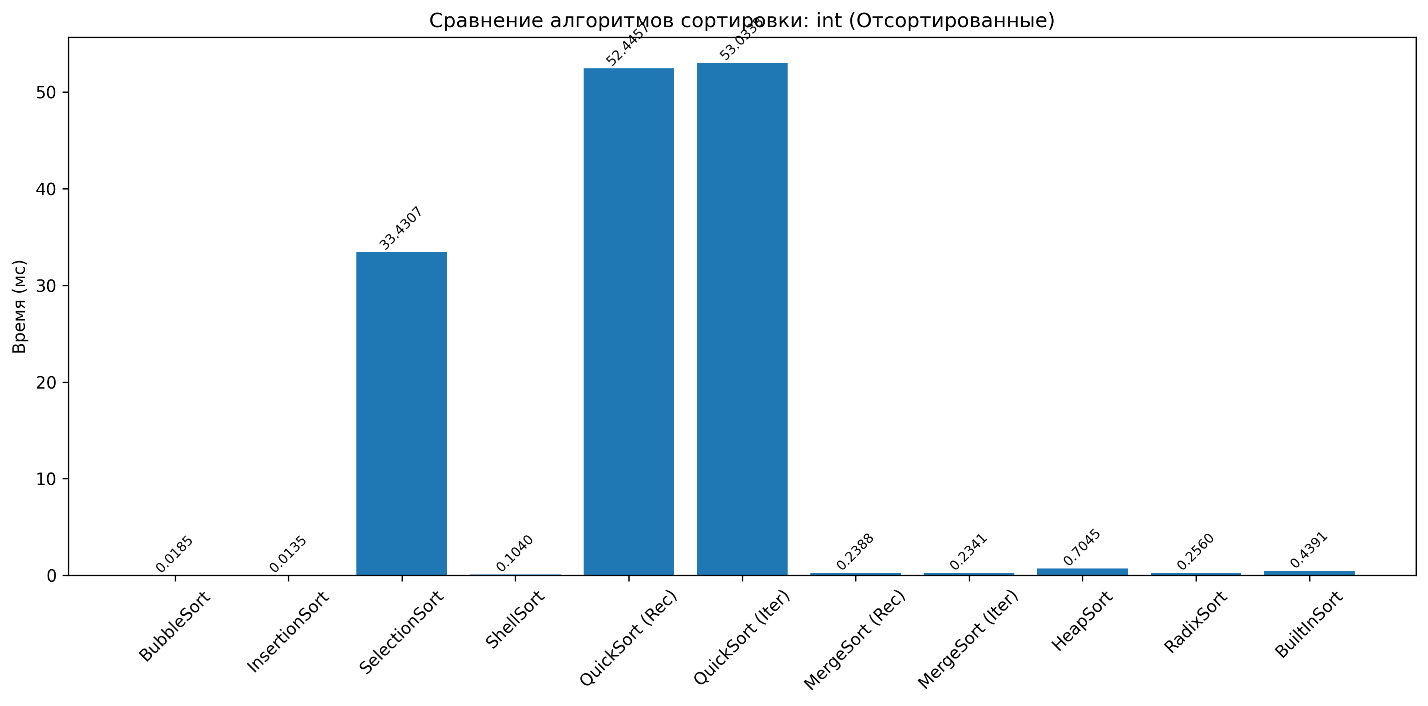 Сравнение алгоритмов сортировки: int (Отсортированные)
Время (мс)
50
40
30
20
10
0
0.0185
0.0135
33.4307
0.1040
52.4457
0.2388
0.2341
0.7045
0.2560
0.4391
BubbleSort
InsertionSort
SelectionSort
ShellSort
QuickSort (Rec)
QuickSort (Iter)
MergeSort (Rec)
MergeSort (Iter)
HeapSort
RadixSort
BuiltInSort